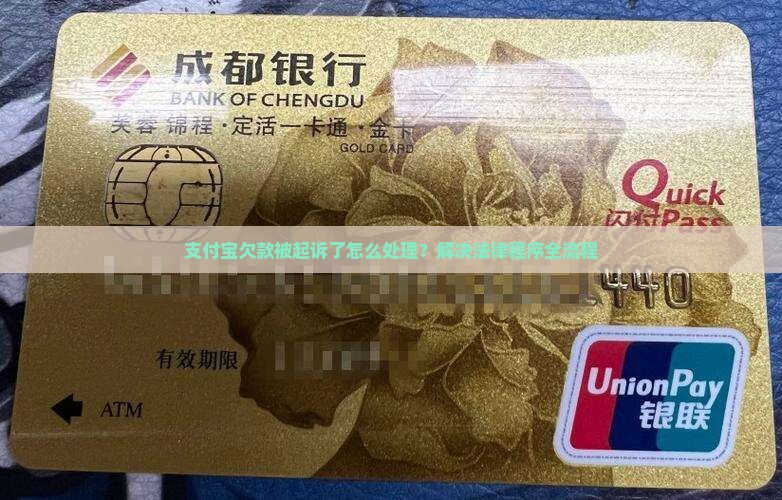 成都银行
BANK OF CHENGDU
芙蓉 锦程·定活一卡通·金卡
GOLD CARD
Quick
闪付Pass
支付宝欠款被起诉了怎么处理？解决法律程序全流程
1440
有效期限
ATM
UnionPay
银联